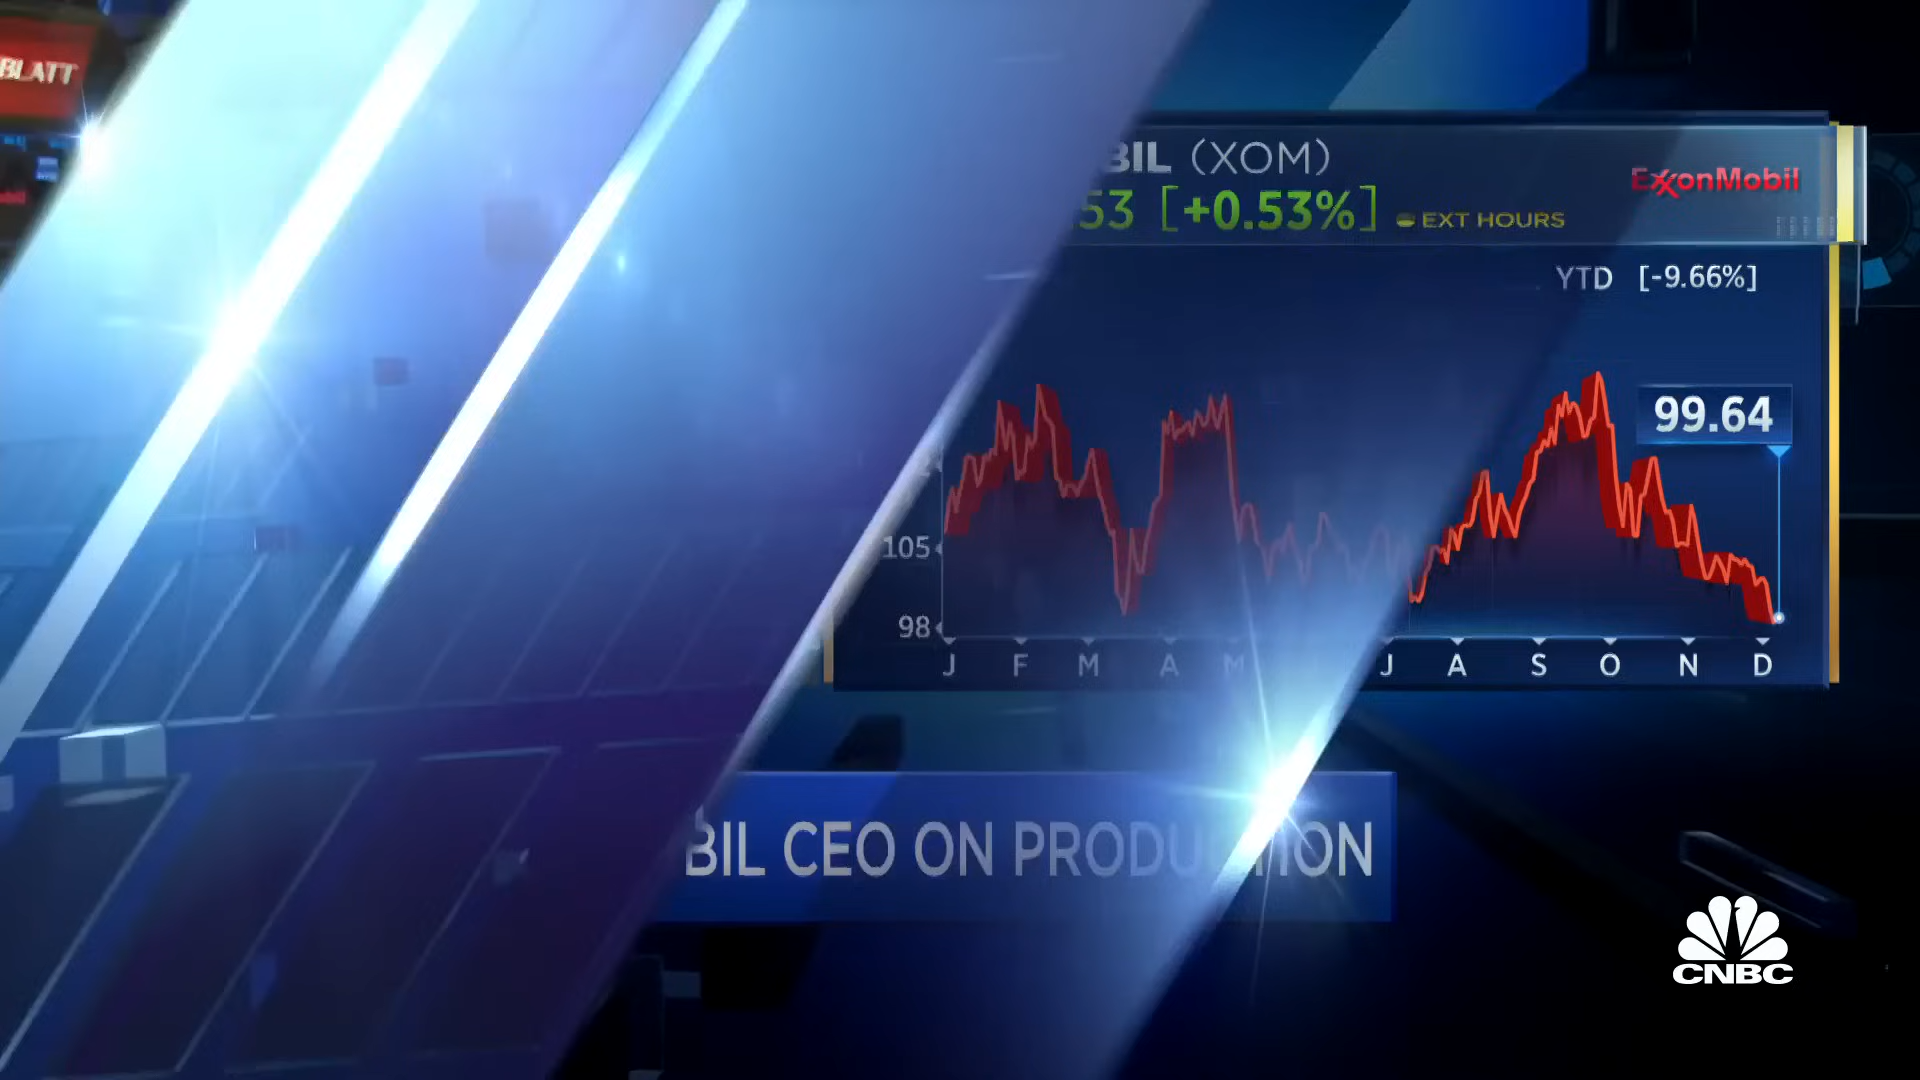 BLATT
BIL (XOM)
ExxonMobil
.53 [+0.53%] EXT HOURS
YTD [-9.66%]
99.64
105
98
J F M A M J A S O N D
BIL CEO ON PRODU TION
CNBC